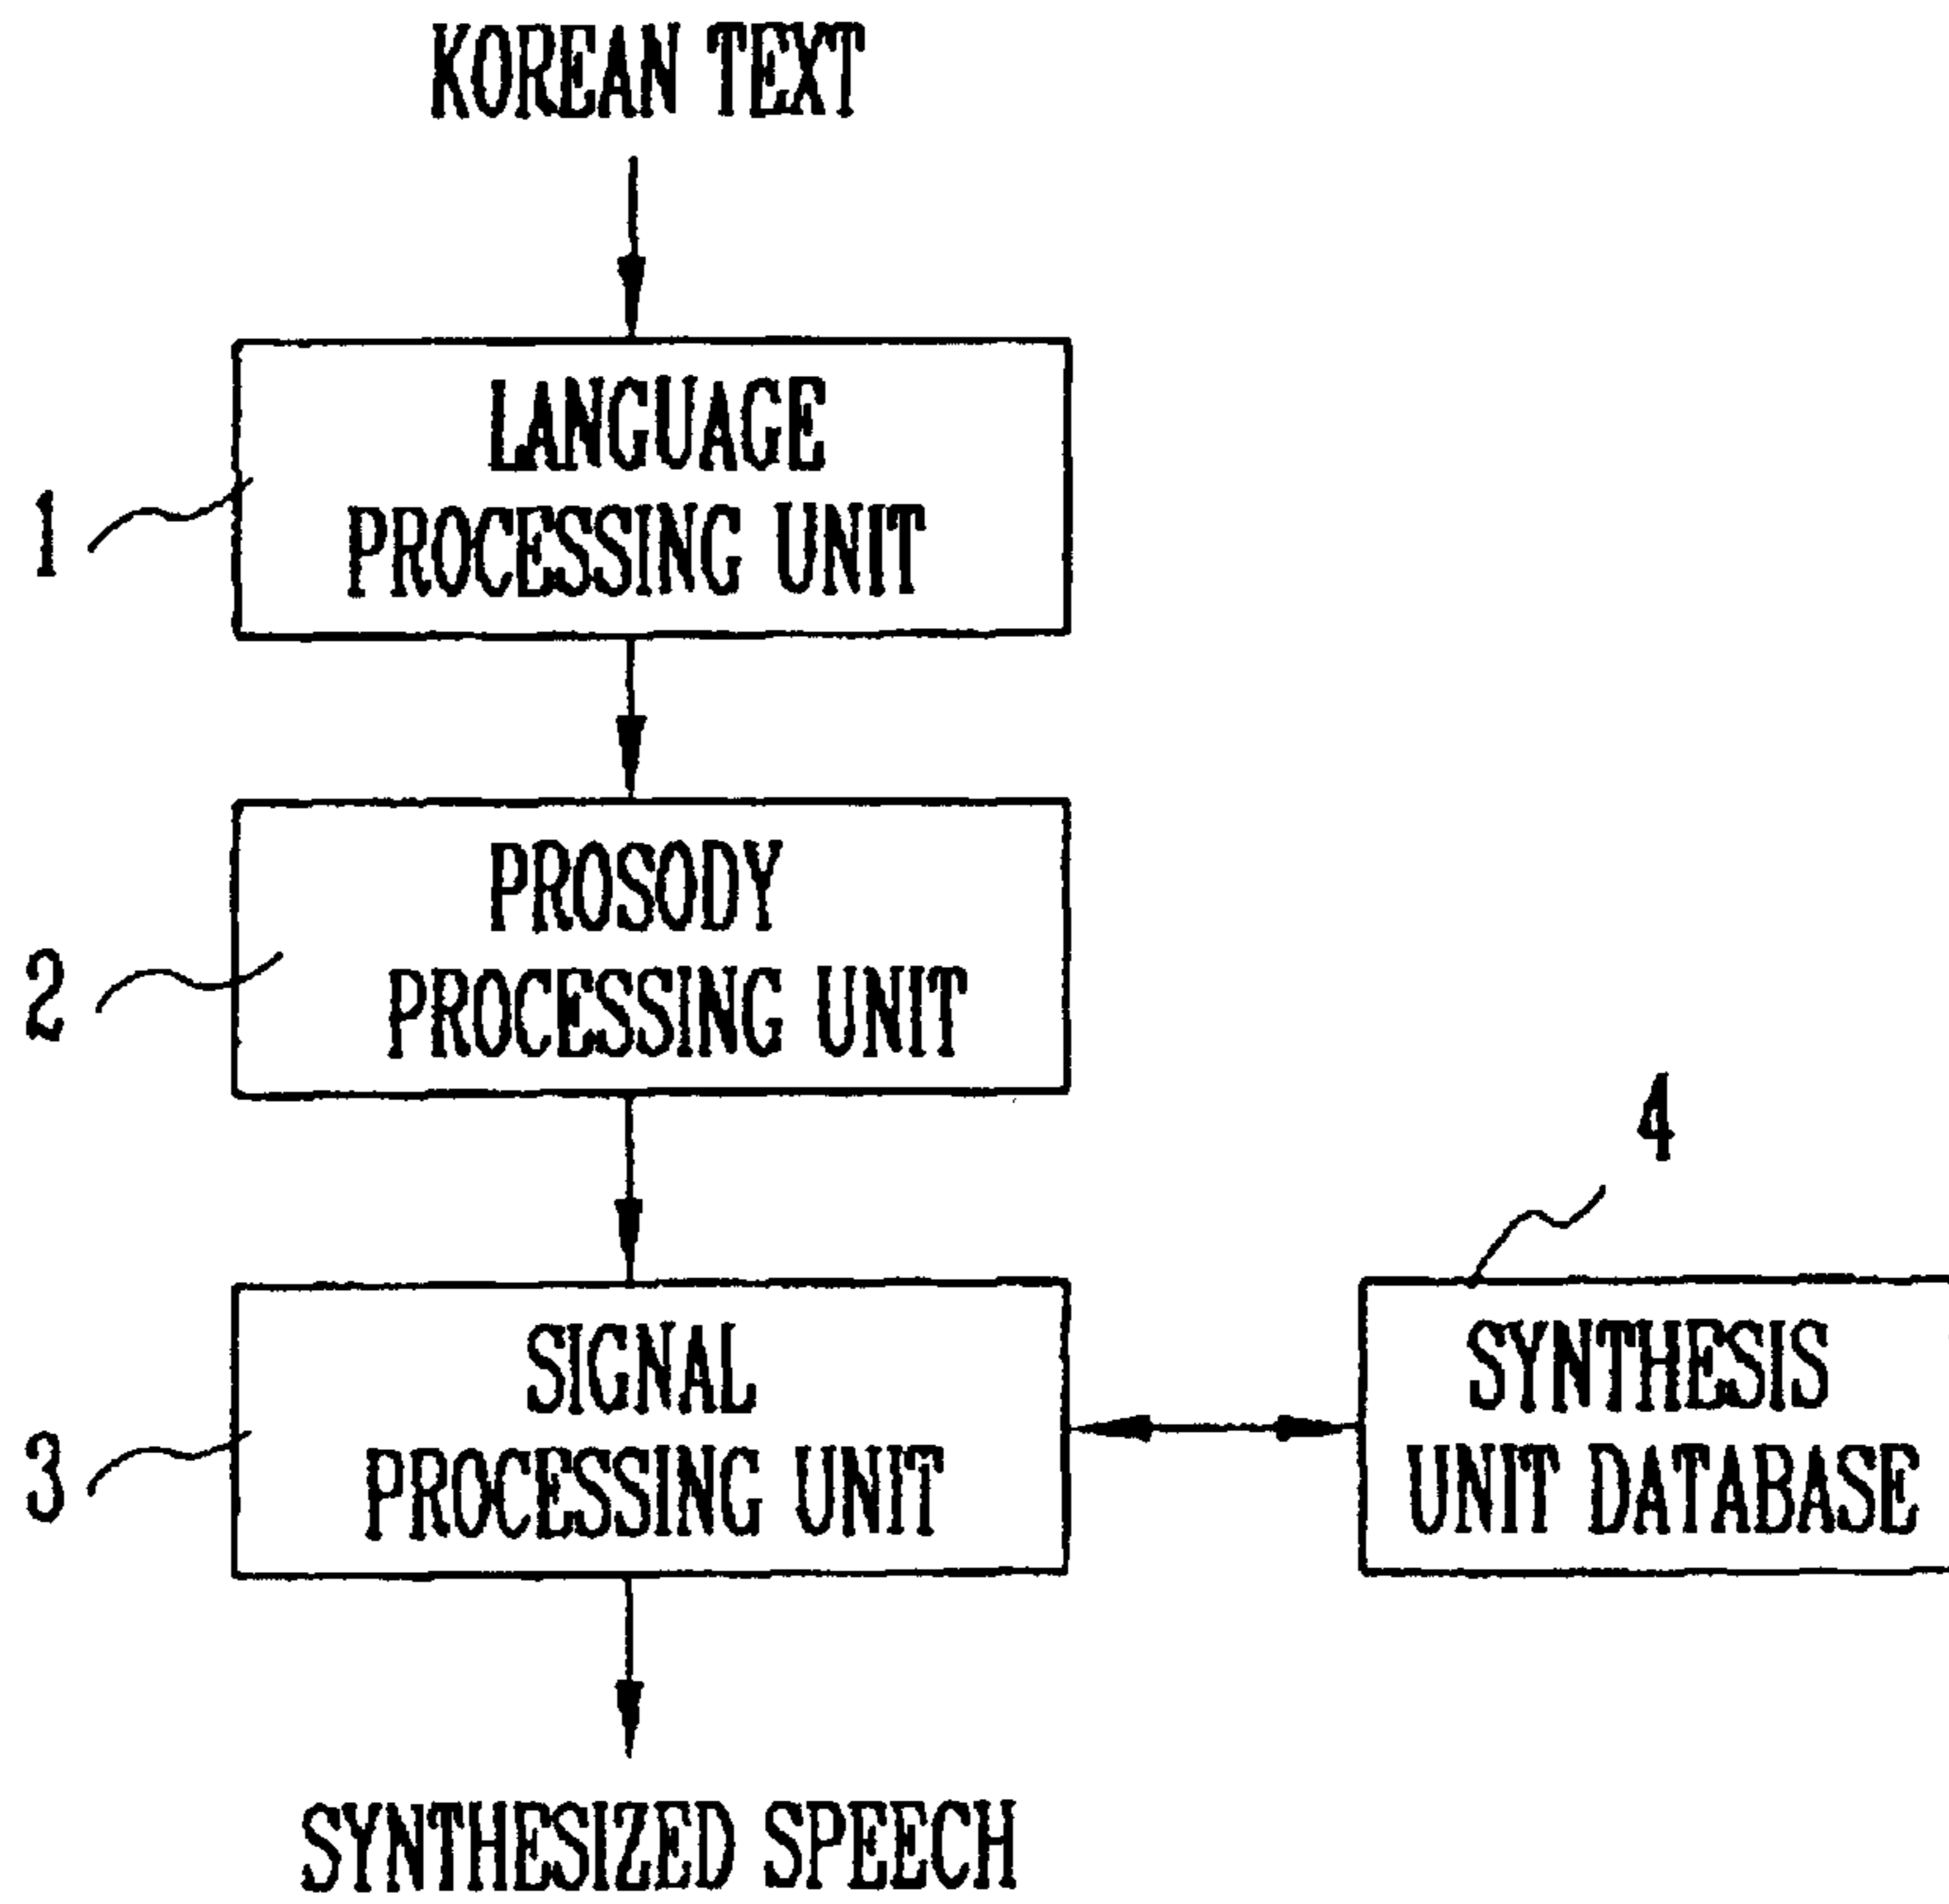 KOREAN TEXT
1
LANGUAGE
PROCESSING UNIT
2
PROSODY
PROCESSING UNIT
4
3
SIGNAL
PROCESSING UNIT
SYNTHESIS
UNIT DATABASE
SYNTHESIZED SPEECH